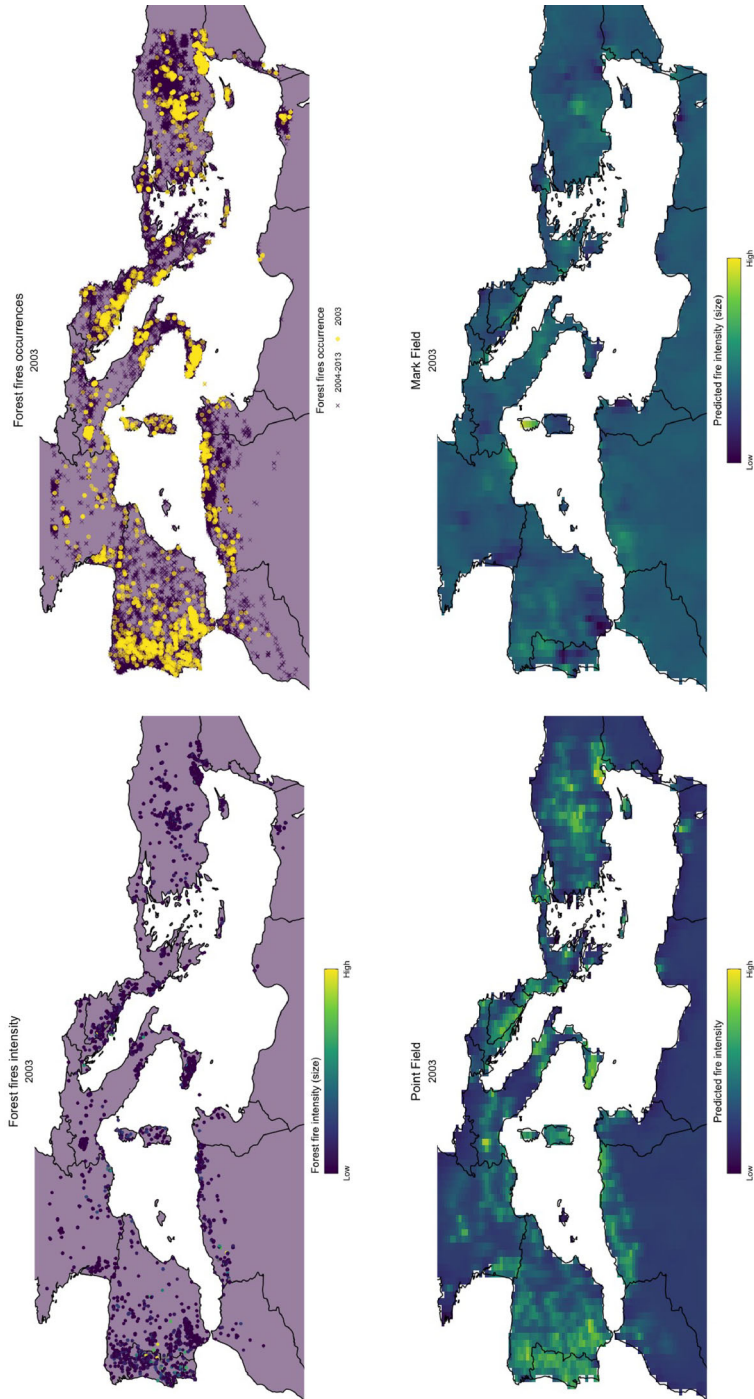 Forest fires intensity
2003
Forest fire intensity (size)
Low
High
Forest fires occurrences
2003
Forest fires occurrence
2004-2013
2003
Point Field
2003
Predicted fire intensity
Low
High
Mark Field
2003
Predicted fire intensity (size)
Low
High